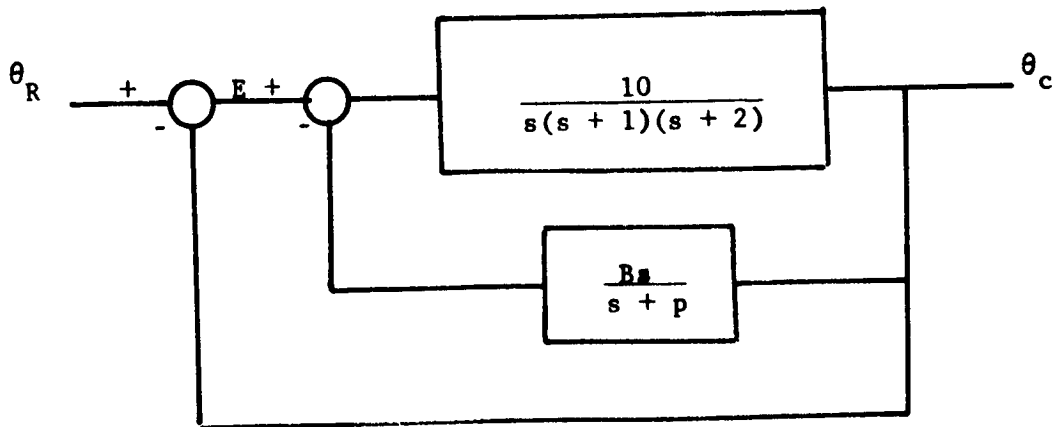 θR
+
-
E
+
-
10
s(s + 1)(s + 2)
θc
Bs
s + p